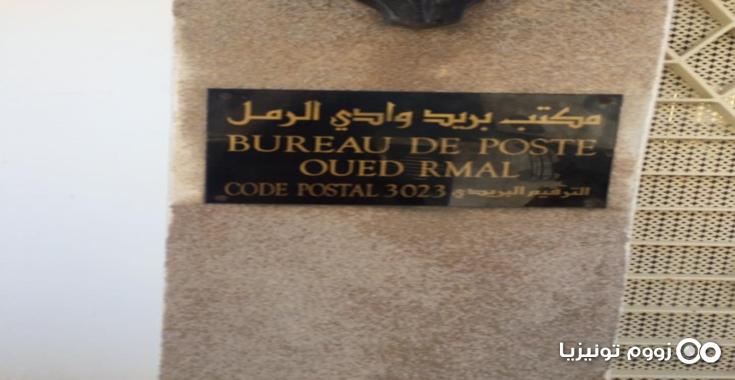 مكتب بريد وادي الرمل
BUREAU DE POSTE
OUED RMAL
CODE POSTAL 3023 الترقيم البريدي
زووم تونيزيا